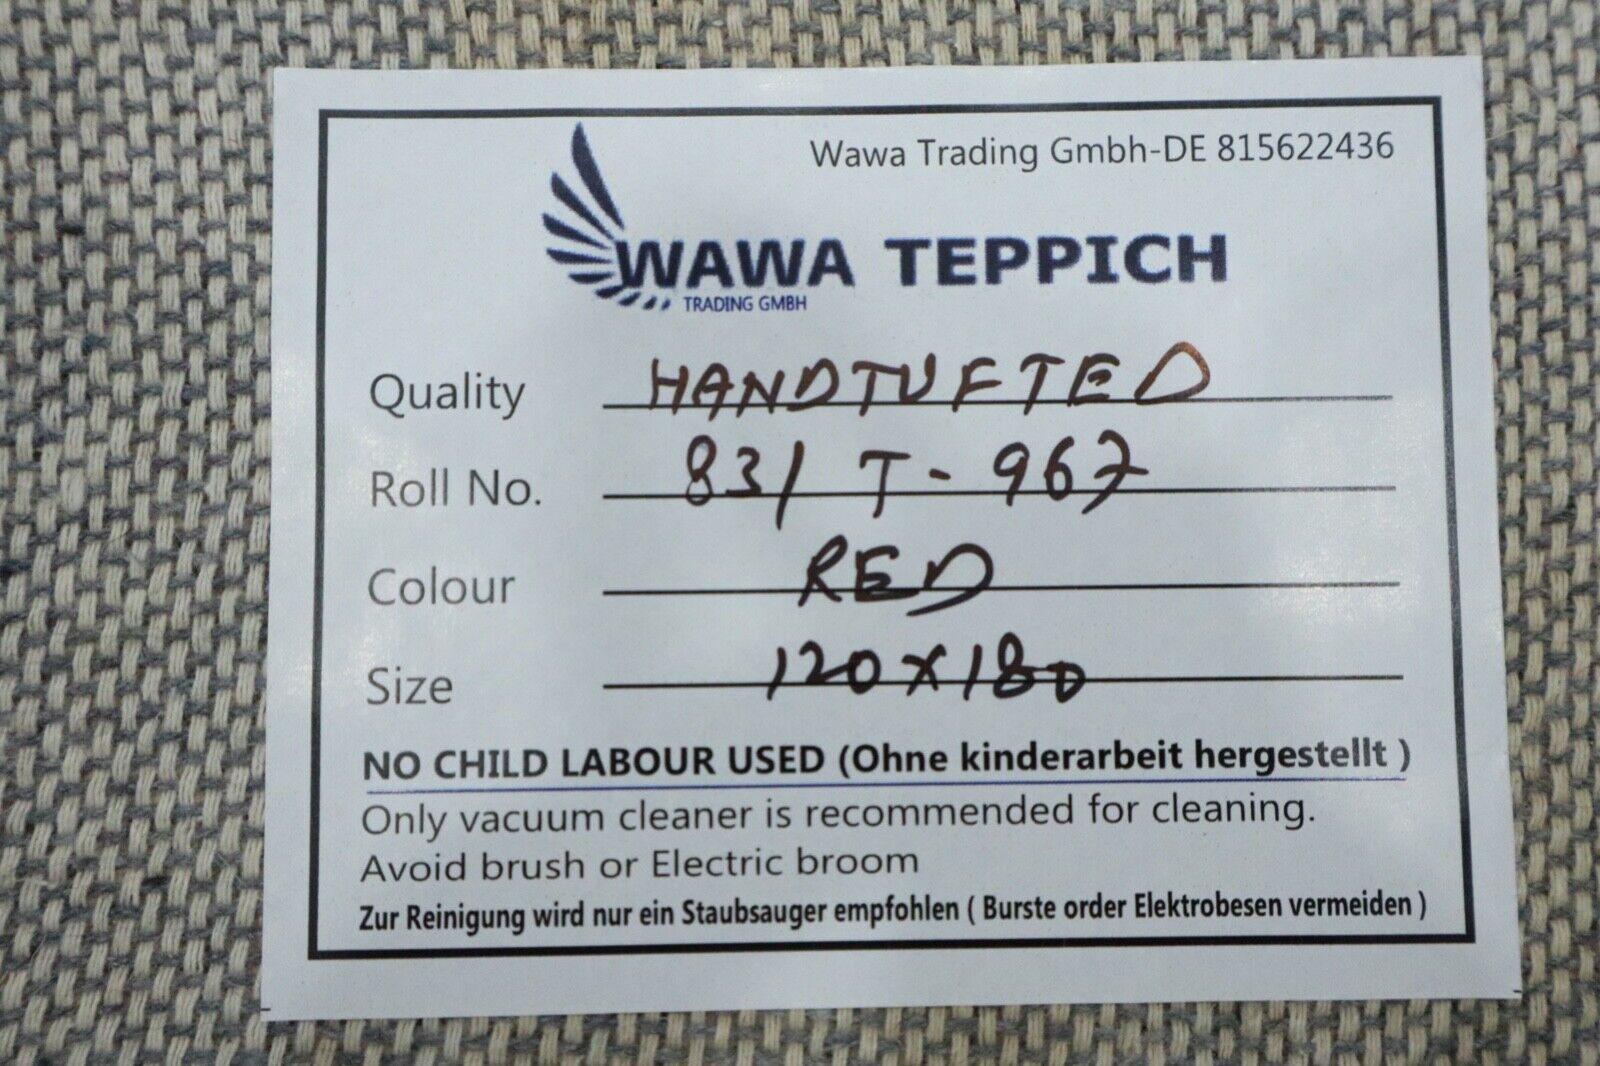 Wawa Trading Gmbh-DE 815622436
WAWA TEPPICH
TRADING GMBH
Quality HANDTUFTED
Roll No. 831 T-967
Colour RED
Size 120x180
NO CHILD LABOUR USED (Ohne kinderarbeit hergestellt )
Only vacuum cleaner is recommended for cleaning.
Avoid brush or Electric broom
Zur Reinigung wird nur ein Staubsauger empfohlen ( Burste order Elektrobesen vermeiden )